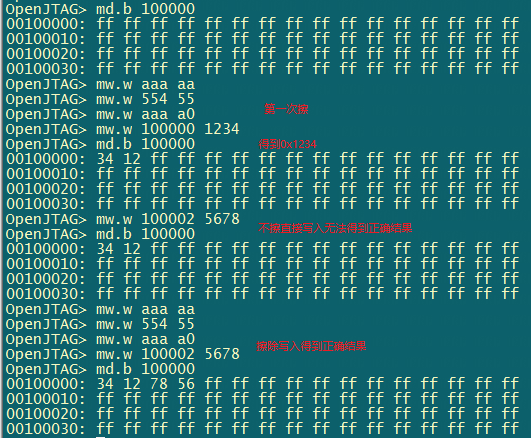 OpenJTAG> md.b 100000
00100000: ff ff ff ff ff ff ff ff ff ff ff ff ff ff ff ff
00100010: ff ff ff ff ff ff ff ff ff ff ff ff ff ff ff ff
00100020: ff ff ff ff ff ff ff ff ff ff ff ff ff ff ff ff
00100030: ff ff ff ff ff ff ff ff ff ff ff ff ff ff ff ff
OpenJTAG> mw.w aaa aa
OpenJTAG> mw.w 554 55
第一次擦
OpenJTAG> mw.w aaa a0
OpenJTAG> mw.w 100000 1234
OpenJTAG> md.b 100000
得到0x1234
00100000: 34 12 ff ff ff ff ff ff ff ff ff ff ff ff ff ff
00100010: ff ff ff ff ff ff ff ff ff ff ff ff ff ff ff ff
00100020: ff ff ff ff ff ff ff ff ff ff ff ff ff ff ff ff
00100030: ff ff ff ff ff ff ff ff ff ff ff ff ff ff ff ff
OpenJTAG> mw.w 100002 5678
不擦直接写入无法得到正确结果
OpenJTAG> md.b 100000
00100000: 34 12 ff ff ff ff ff ff ff ff ff ff ff ff ff ff
00100010: ff ff ff ff ff ff ff ff ff ff ff ff ff ff ff ff
00100020: ff ff ff ff ff ff ff ff ff ff ff ff ff ff ff ff
00100030: ff ff ff ff ff ff ff ff ff ff ff ff ff ff ff ff
OpenJTAG> mw.w aaa aa
OpenJTAG> mw.w 554 55
OpenJTAG> mw.w aaa a0
擦除写入得到正确结果
OpenJTAG> mw.w 100002 5678
OpenJTAG> md.b 100000
00100000: 34 12 78 56 ff ff ff ff ff ff ff ff ff ff ff ff
00100010: ff ff ff ff ff ff ff ff ff ff ff ff ff ff ff ff
00100020: ff ff ff ff ff ff ff ff ff ff ff ff ff ff ff ff
00100030: ff ff ff ff ff ff ff ff ff ff ff ff ff ff ff ff